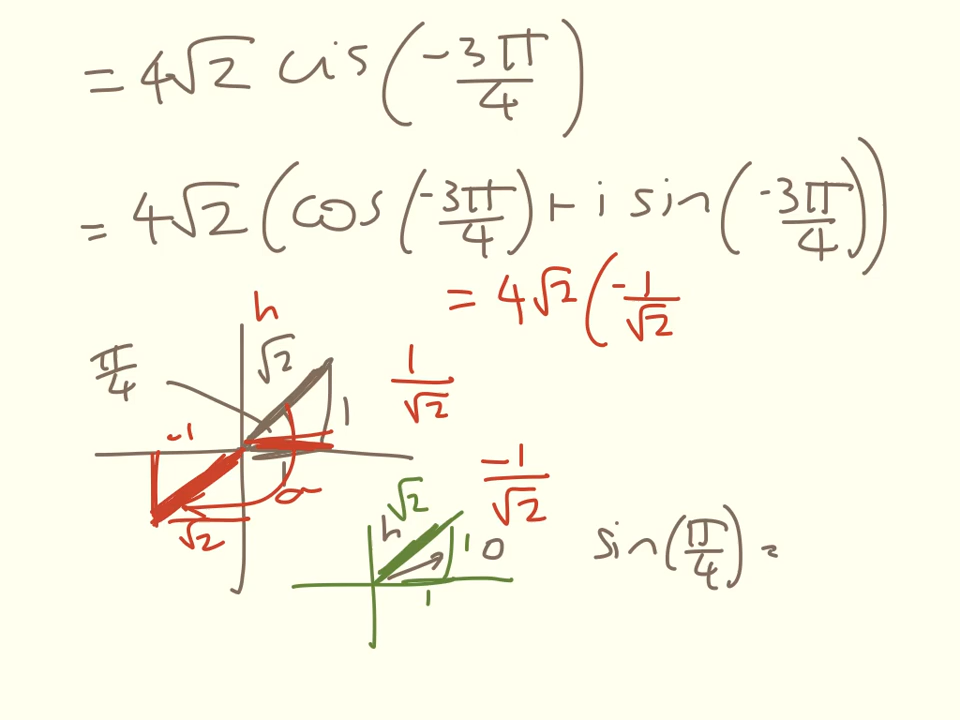 = 4√2 cis(-3π/4)
= 4√2 (cos(-3π/4) + i sin(-3π/4))
= 4√2 (-1/√2
h
π/4
√2
1/√2
1
-1
1
a
-1/√2
√2
√2
h
1
o
1
sin(π/4) =